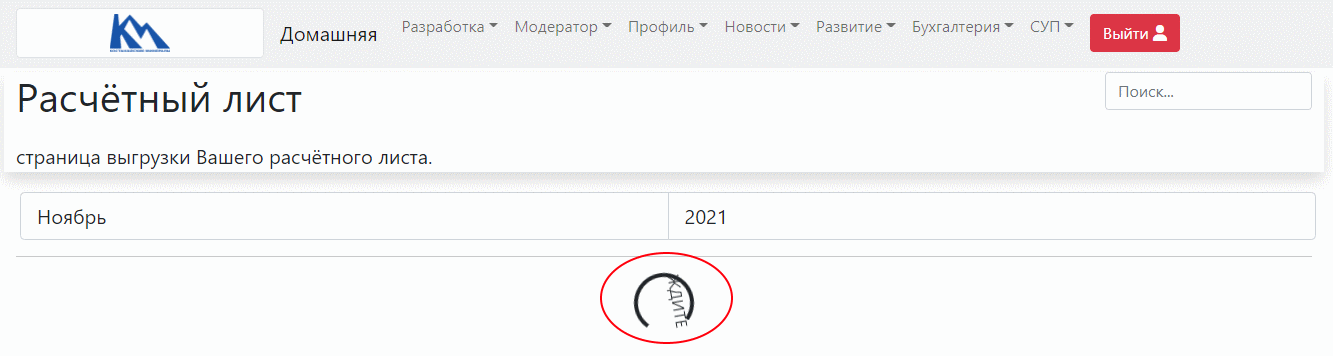 КМ
Домашняя
Разработка
Модератор
Профиль
Новости
Развитие
Бухгалтерия
СУП
Выйти
Расчётный лист
Поиск...
страница выгрузки Вашего расчётного листа.
Ноябрь
2021
ЖДИТЕ